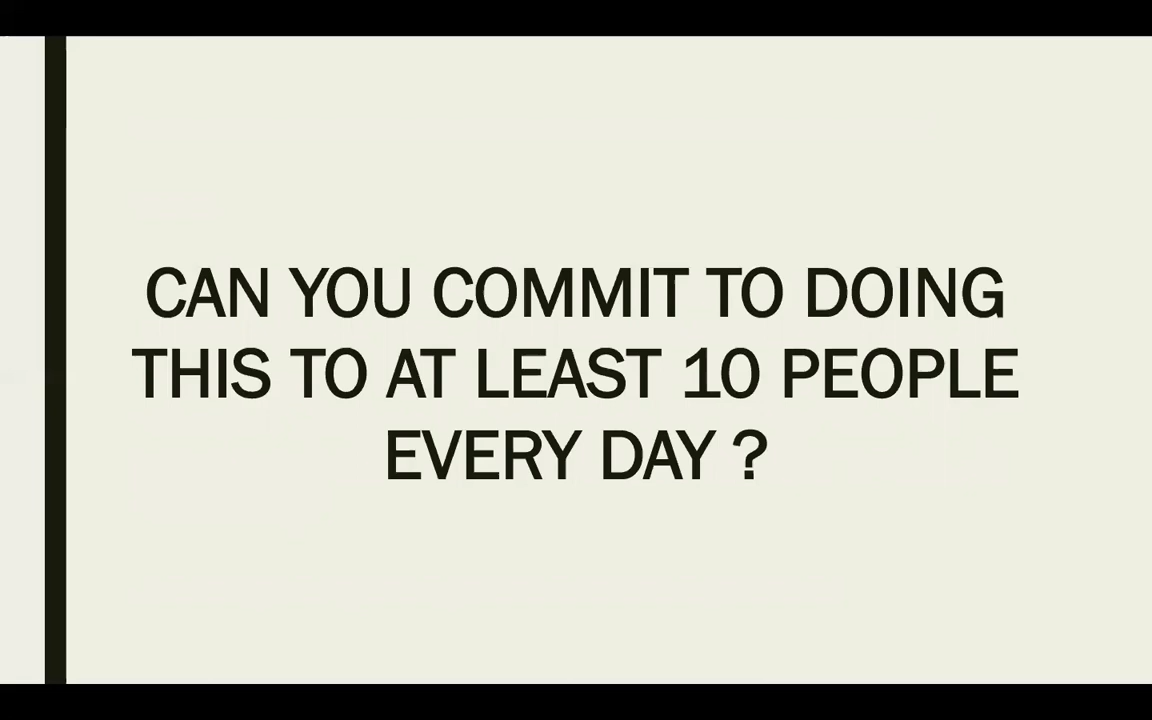 CAN YOU COMMIT TO DOING
THIS TO AT LEAST 10 PEOPLE
EVERY DAY ?